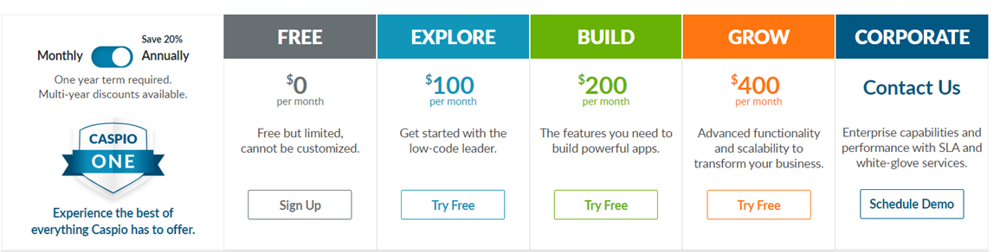 Save 20%
Monthly Annually
One year term required.
Multi-year discounts available.
CASPIO
ONE
Experience the best of
everything Caspio has to offer.
FREE
$0
per month
Free but limited,
cannot be customized.
Sign Up
EXPLORE
$100
per month
Get started with the
low-code leader.
Try Free
BUILD
$200
per month
The features you need to
build powerful apps.
Try Free
GROW
$400
per month
Advanced functionality
and scalability to
transform your business.
Try Free
CORPORATE
Contact Us
Enterprise capabilities and
performance with SLA and
white-glove services.
Schedule Demo